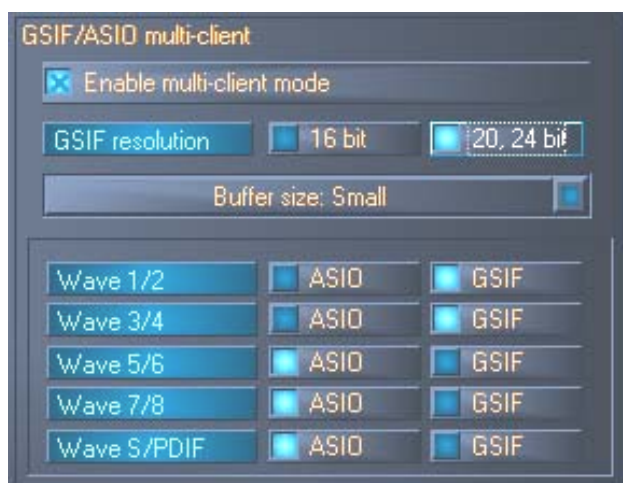 GSIF/ASIO multi-client
Enable multi-client mode
GSIF resolution 16 bit 20, 24 bit
Buffer size: Small
Wave 1/2 ASIO GSIF
Wave 3/4 ASIO GSIF
Wave 5/6 ASIO GSIF
Wave 7/8 ASIO GSIF
Wave S/PDIF ASIO GSIF